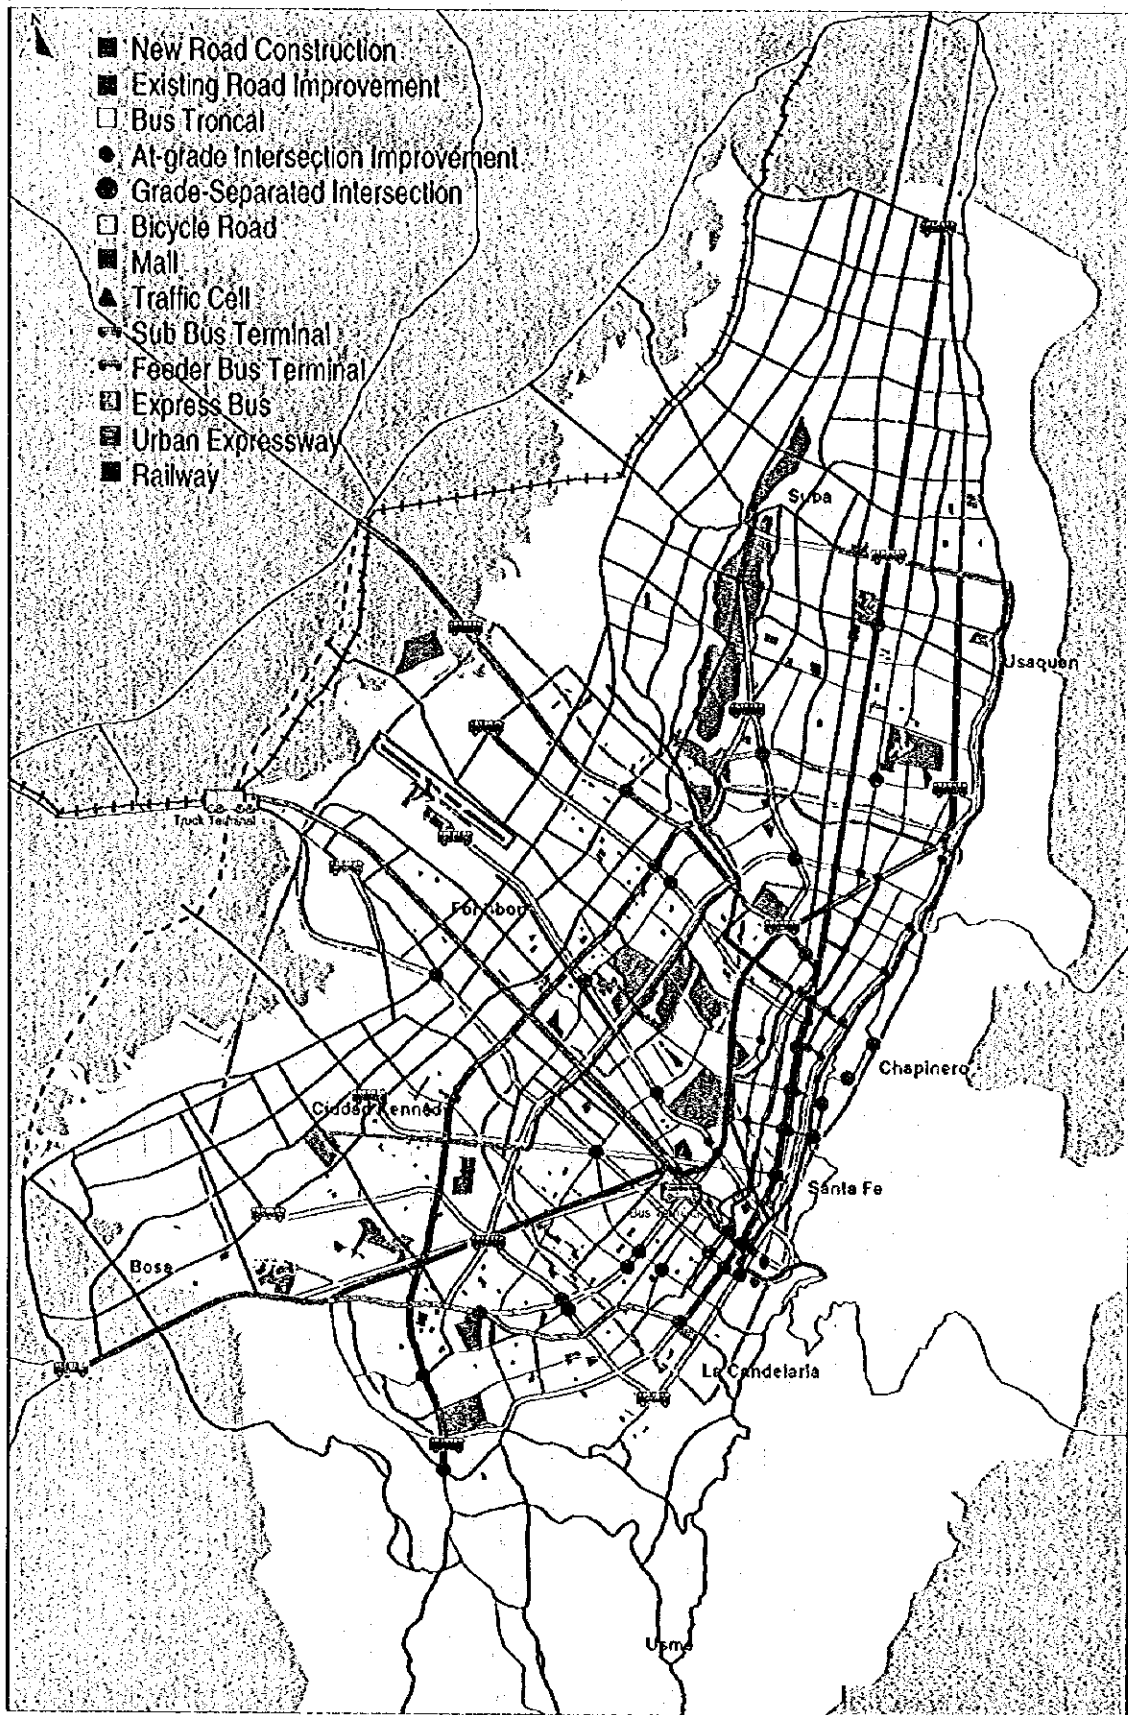 N
New Road Construction
Existing Road Improvement
Bus Troncal
At-grade Intersection Improvement
Grade-Separated Intersection
Bicycle Road
Mall
Traffic Cell
Sub Bus Terminal
Feeder Bus Terminal
Express Bus
Urban Expressway
Railway
Suba
Usaquen
Truck Terminal
Chapinero
Ciudad Kennedy
Santa Fe
Bus
Bosa
La Candelaria
Usme